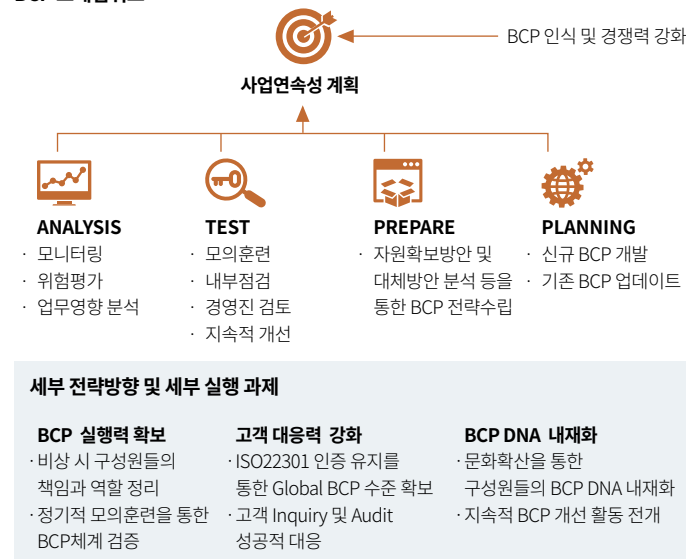 BCP 인식 및 경쟁력 강화
사업연속성 계획
ANALYSIS
· 모니터링
· 위험평가
· 업무영향 분석
TEST
· 모의훈련
· 내부점검
· 경영진 검토
· 지속적 개선
PREPARE
· 자원확보방안 및
대체방안 분석 등을
통한 BCP 전략수립
PLANNING
· 신규 BCP 개발
· 기존 BCP 업데이트
세부 전략방향 및 세부 실행 과제
BCP 실행력 확보
· 비상 시 구성원들의
책임과 역할 정리
· 정기적 모의훈련을 통한
BCP체계 검증
고객 대응력 강화
· ISO22301 인증 유지를
통한 Global BCP 수준 확보
· 고객 Inquiry 및 Audit
성공적 대응
BCP DNA 내재화
· 문화확산을 통한
구성원들의 BCP DNA 내재화
· 지속적 BCP 개선 활동 전개